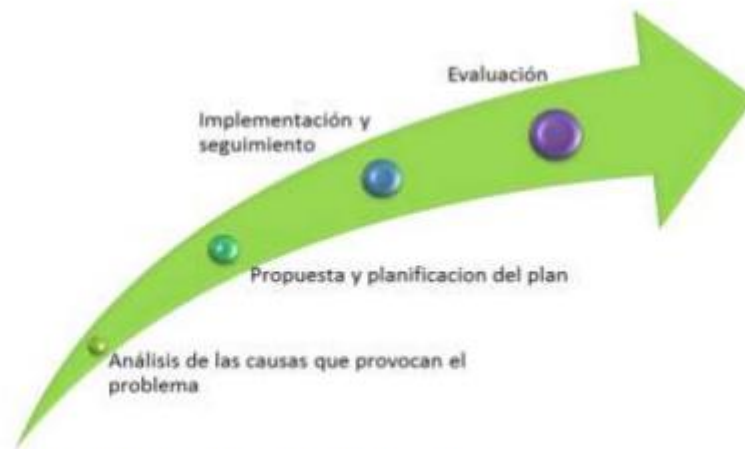 Evaluación
Implementación y
seguimiento
Propuesta y planificacion del plan
Análisis de las causas que provocan el
problema